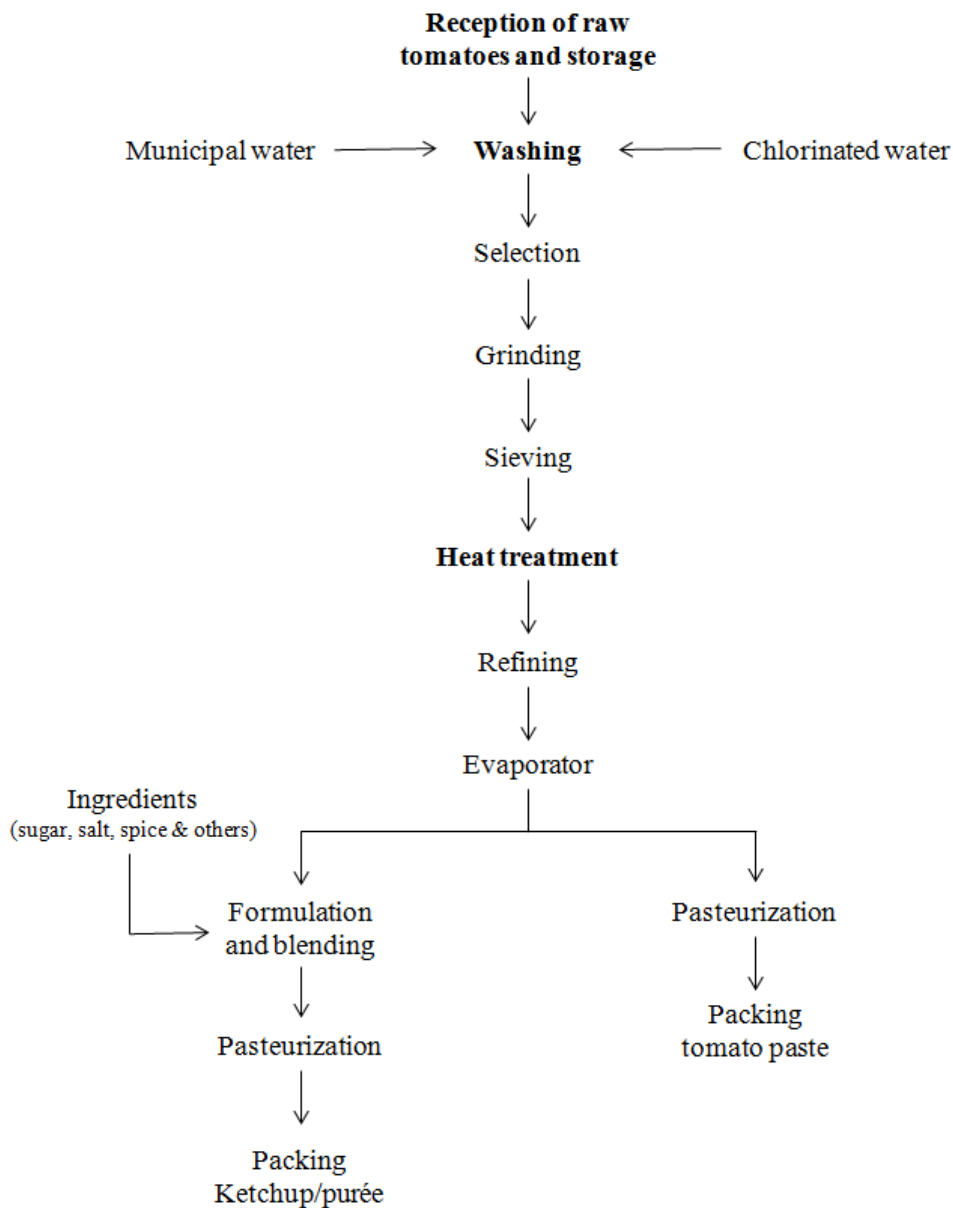 Reception of raw
tomatoes and storage
Municipal water
Washing
Chlorinated water
Selection
Grinding
Sieving
Heat treatment
Refining
Evaporator
Ingredients
(sugar, salt, spice & others)
Formulation
and blending
Pasteurization
Packing
Ketchup/purée
Pasteurization
Packing
tomato paste